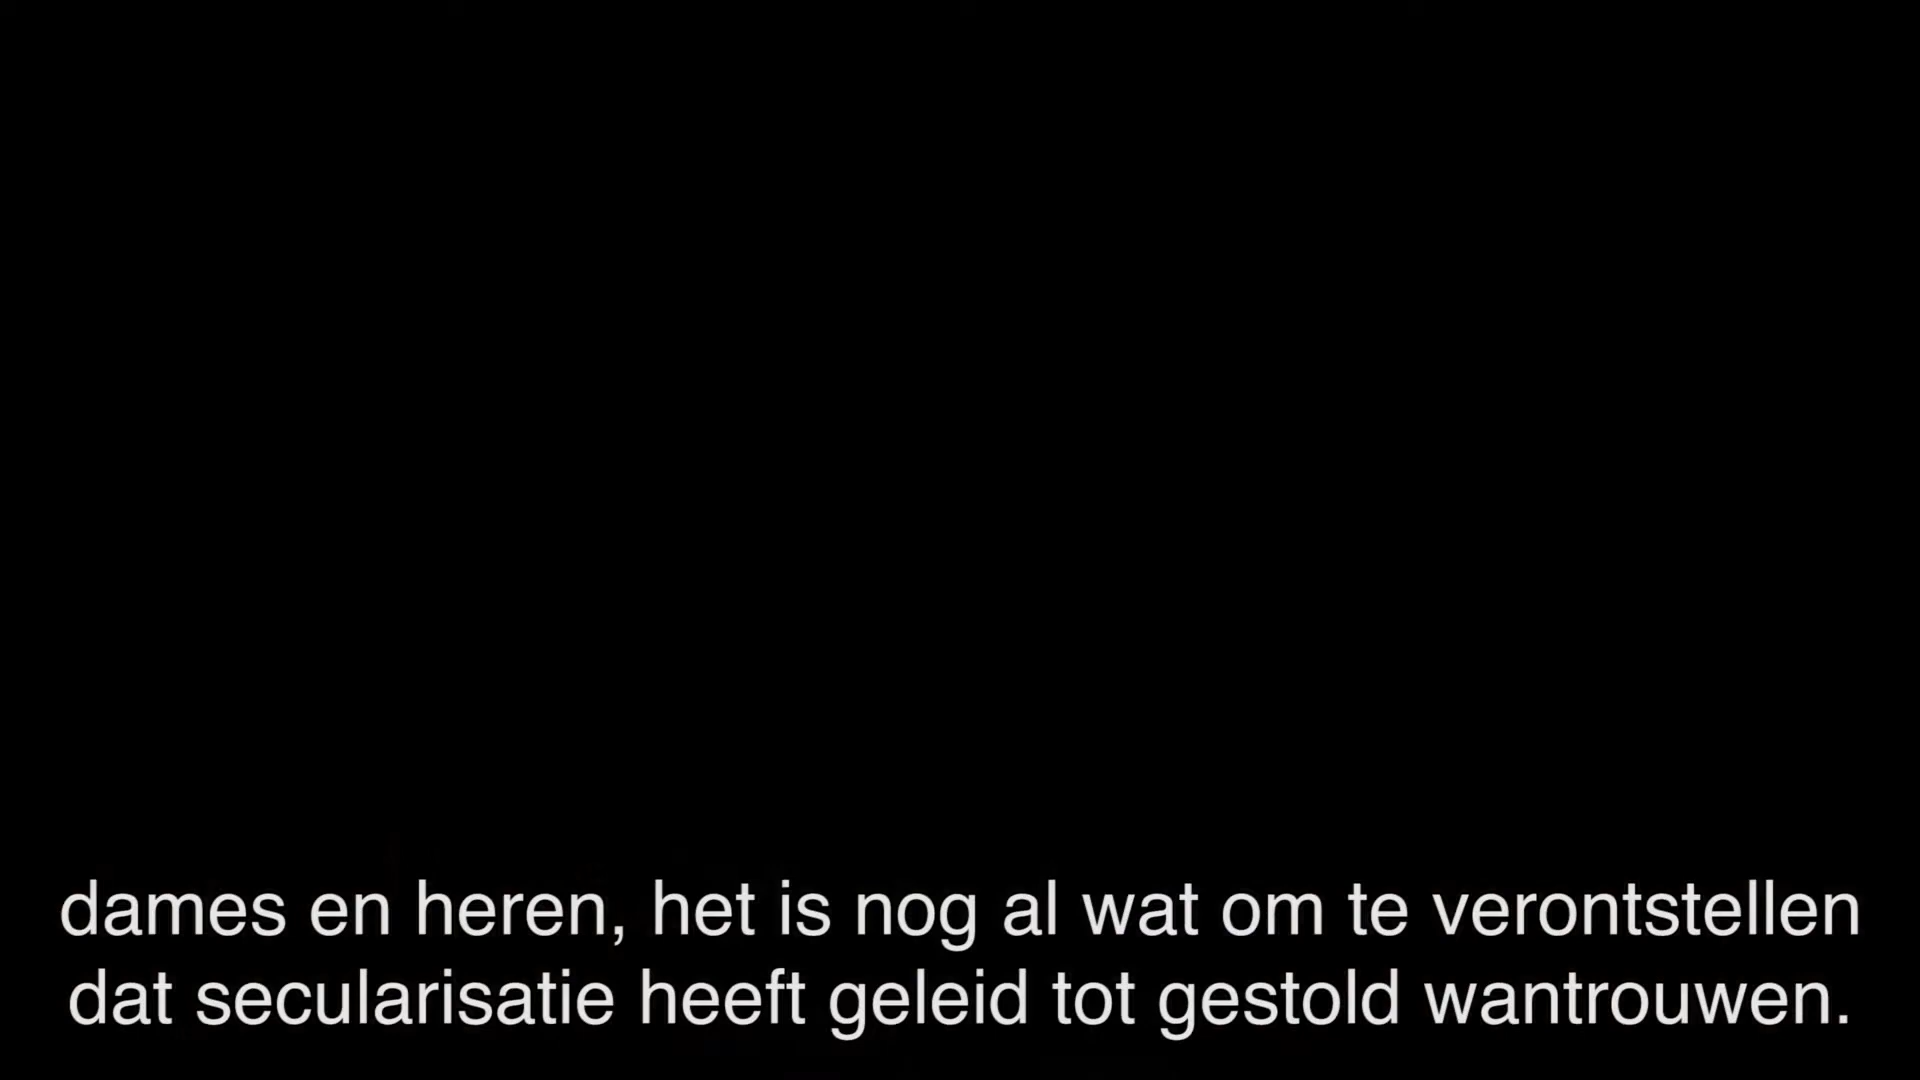 dames en heren, het is nog al wat om te verontstellen
dat secularisatie heeft geleid tot gestold wantrouwen.